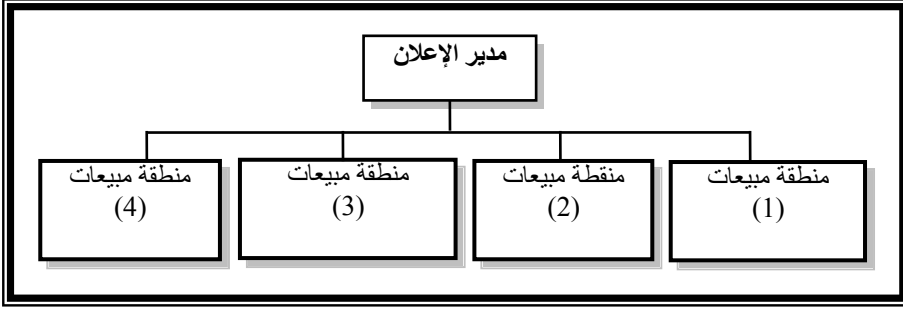 مدير الإعلان
منطقة مبيعات
(1)
منقطة مبيعات
(2)
منطقة مبيعات
(3)
منطقة مبيعات
(4)